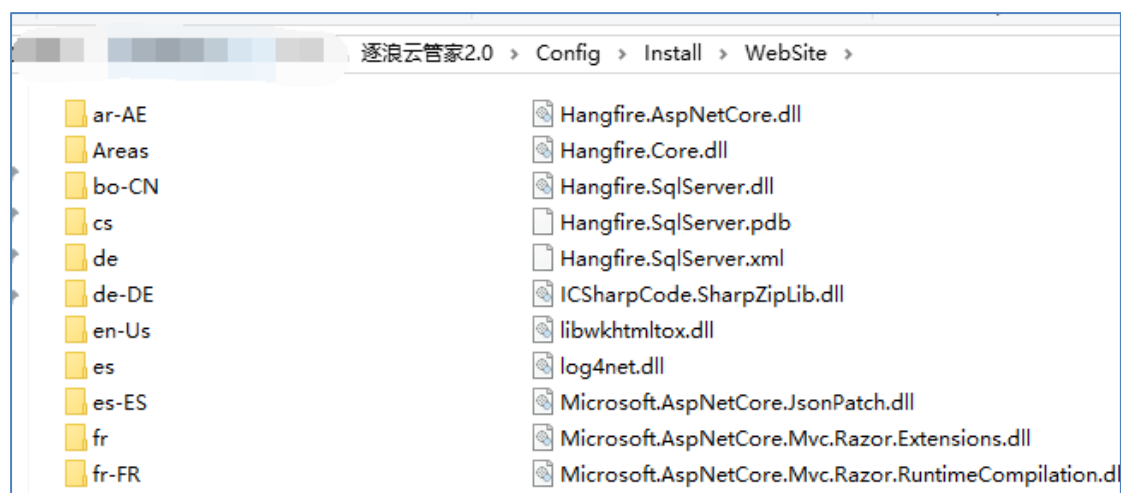 逐浪云管家2.0 > Config > Install > WebSite >
ar-AE
Areas
bo-CN
cs
de
de-DE
en-Us
es
es-ES
fr
fr-FR
Hangfire.AspNetCore.dll
Hangfire.Core.dll
Hangfire.SqlServer.dll
Hangfire.SqlServer.pdb
Hangfire.SqlServer.xml
ICSharpCode.SharpZipLib.dll
libwkhtmltox.dll
log4net.dll
Microsoft.AspNetCore.JsonPatch.dll
Microsoft.AspNetCore.Mvc.Razor.Extensions.dll
Microsoft.AspNetCore.Mvc.Razor.RuntimeCompilation.dl